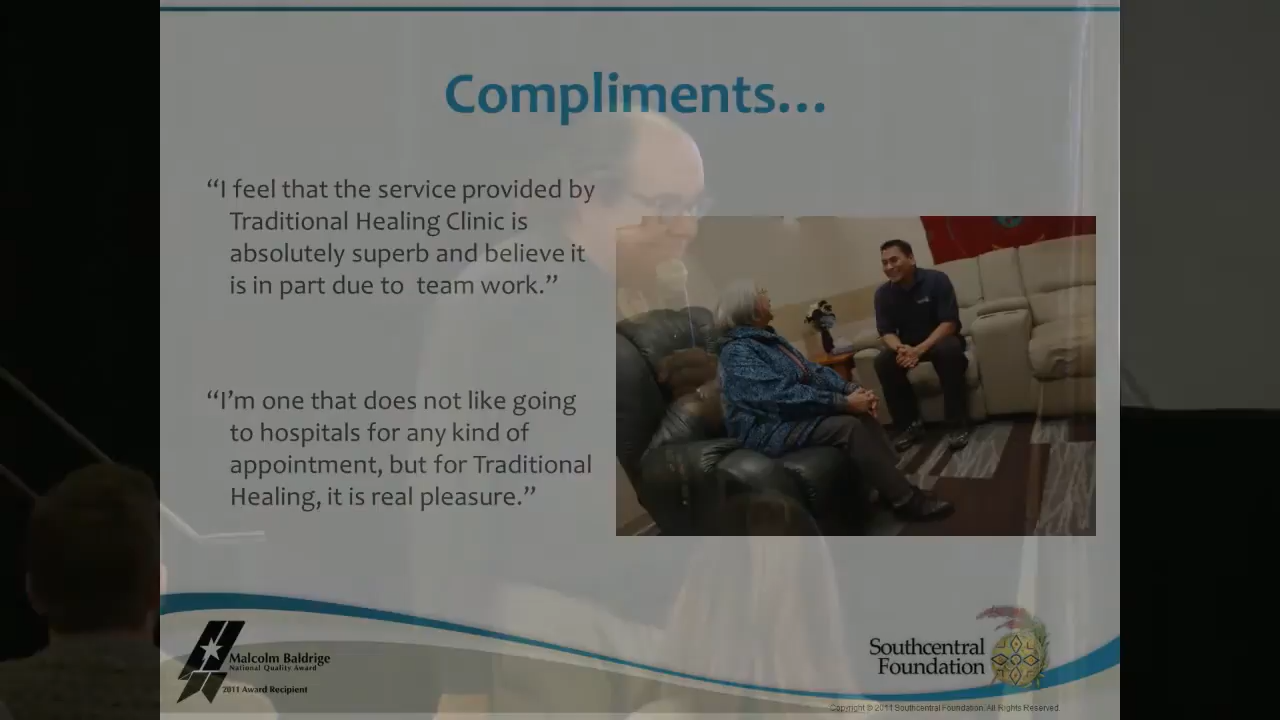 Compliments...
“I feel that the service provided by
Traditional Healing Clinic is
absolutely superb and believe it
is in part due to  team work.”
“I’m one that does not like going
to hospitals for any kind of
appointment, but for Traditional
Healing, it is real pleasure.”
Malcolm Baldrige
National Quality Award
2011 Award Recipient
Southcentral
Foundation
Copyright © 2011 Southcentral Foundation. All Rights Reserved.